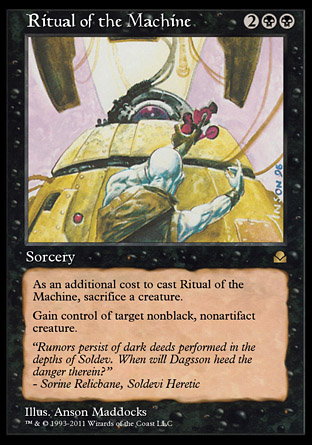 Ritual of the Machine 2
INSON 96
Sorcery
As an additional cost to cast Ritual of the
Machine, sacrifice a creature.
Gain control of target nonblack, nonartifact
creature.
“Rumors persist of dark deeds performed in the
depths of Soldev. When will Dagsson heed the
danger therein?”
- Sorine Relicbane, Soldevi Heretic
Illus. Anson Maddocks
™ & © 1993-2011 Wizards of the Coast LLC